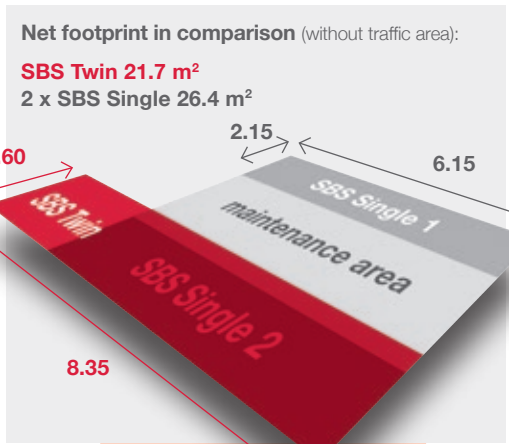 Net footprint in comparison (without traffic area):
SBS Twin 21.7 m²
2 x SBS Single 26.4 m²
2.15
6.15
60
SBS Single 1
maintenance area
SBS Twin
SBS Single 2
8.35